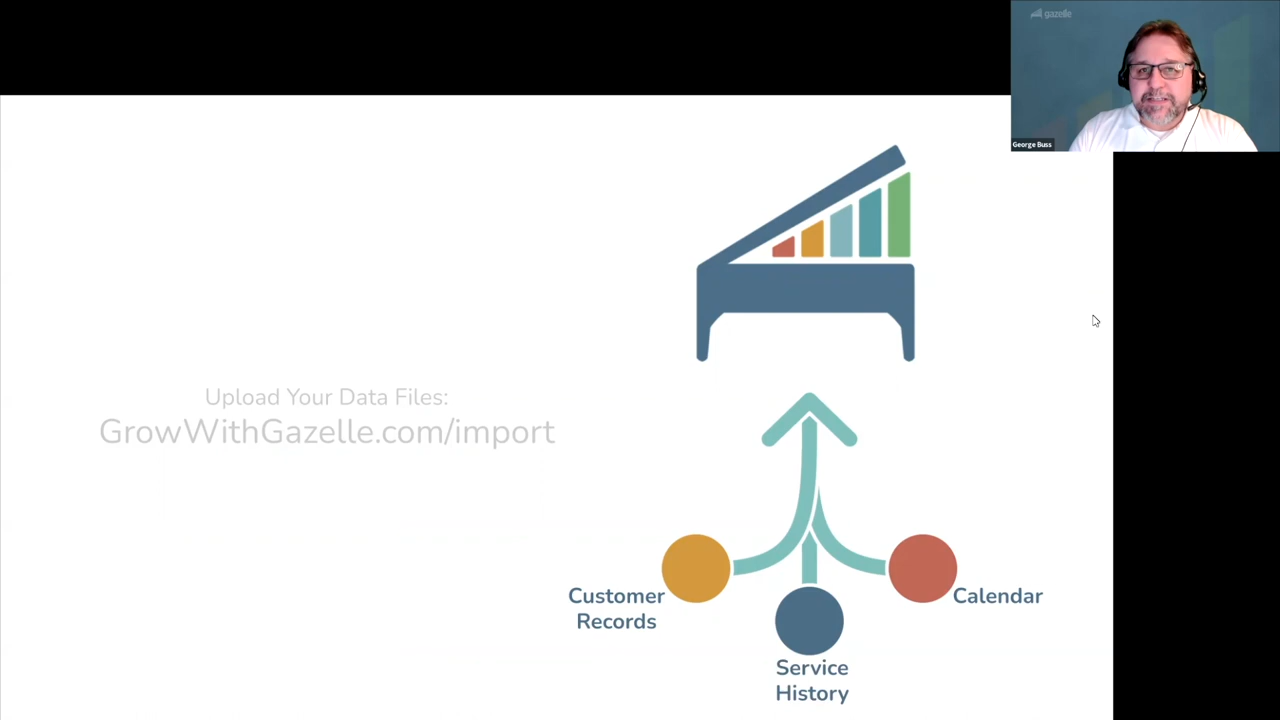 gazelle
George Buss
Upload Your Data Files:
GrowWithGazelle.com/import
Customer
Records
Calendar
Service
History